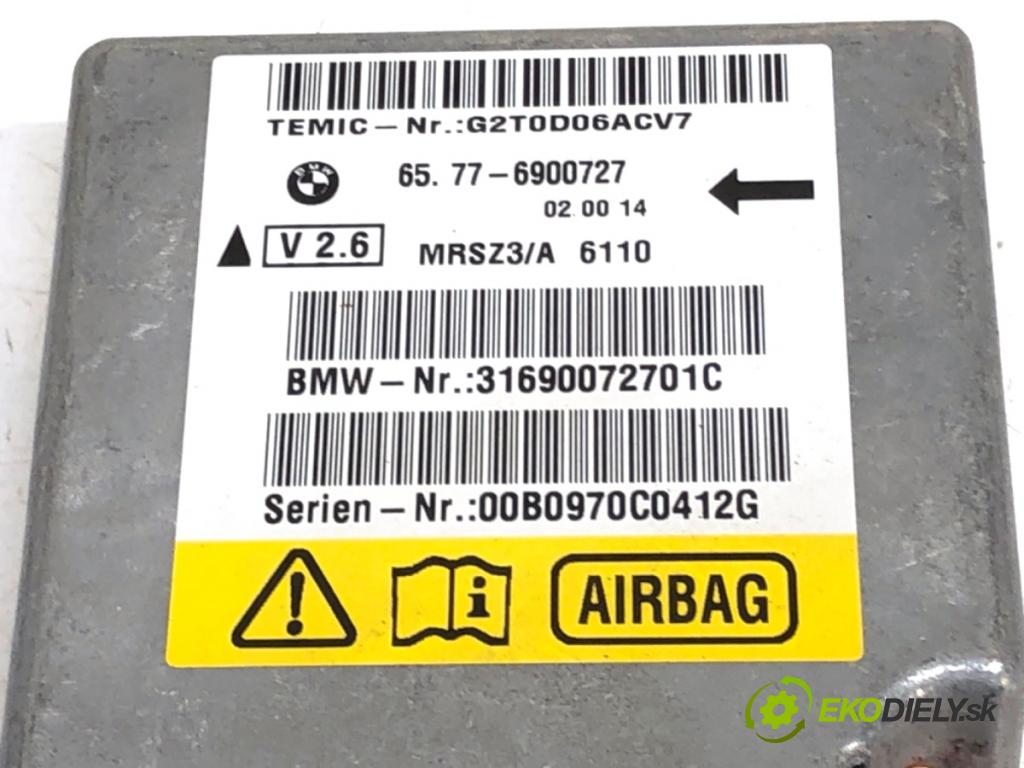 TEMIC-Nr.:G2T0D06ACV7
BMW
65. 77-6900727
02 00 14
V 2.6 MRSZ3/A 6110
BMW-Nr.:31690072701C
Serien-Nr.:00B0970C0412G
AIRBAG
EKODIELY.sk